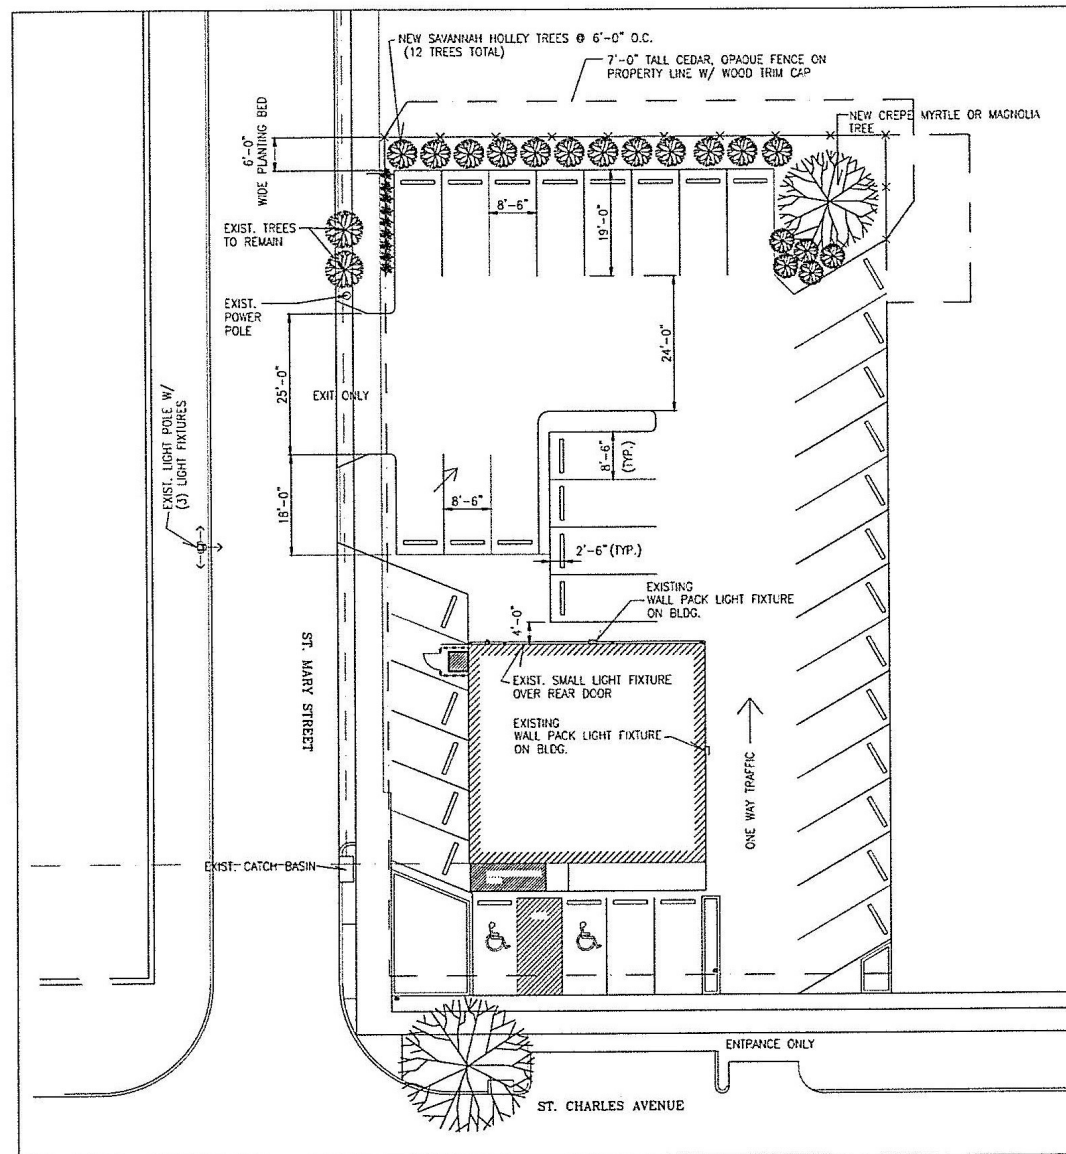 NEW SAVANNAH HOLLEY TREES @ 6'-0" O.C.
(12 TREES TOTAL)
7'-0" TALL CEDAR, OPAQUE FENCE ON
PROPERTY LINE W/ WOOD TRIM CAP
NEW CREPE MYRTLE OR MAGNOLIA
TREE
6'-0"
WIDE PLANTING BED
8'-6"
19'-0"
EXIST. TREES
TO REMAIN
EXIST.
POWER
POLE
24'-0"
25'-0"
EXIT ONLY
EXIST. LIGHT POLE W/
(3) LIGHT FIXTURES
8'-6"
(TYP.)
18'-0"
8'-6"
2'-6" (TYP.)
4'-0"
EXISTING
WALL PACK LIGHT FIXTURE
ON BLDG.
EXIST. SMALL LIGHT FIXTURE
OVER REAR DOOR
EXISTING
WALL PACK LIGHT FIXTURE
ON BLDG.
ST. MARY STREET
ONE WAY TRAFFIC
EXIST. CATCH BASIN
ENTRANCE ONLY
ST. CHARLES AVENUE